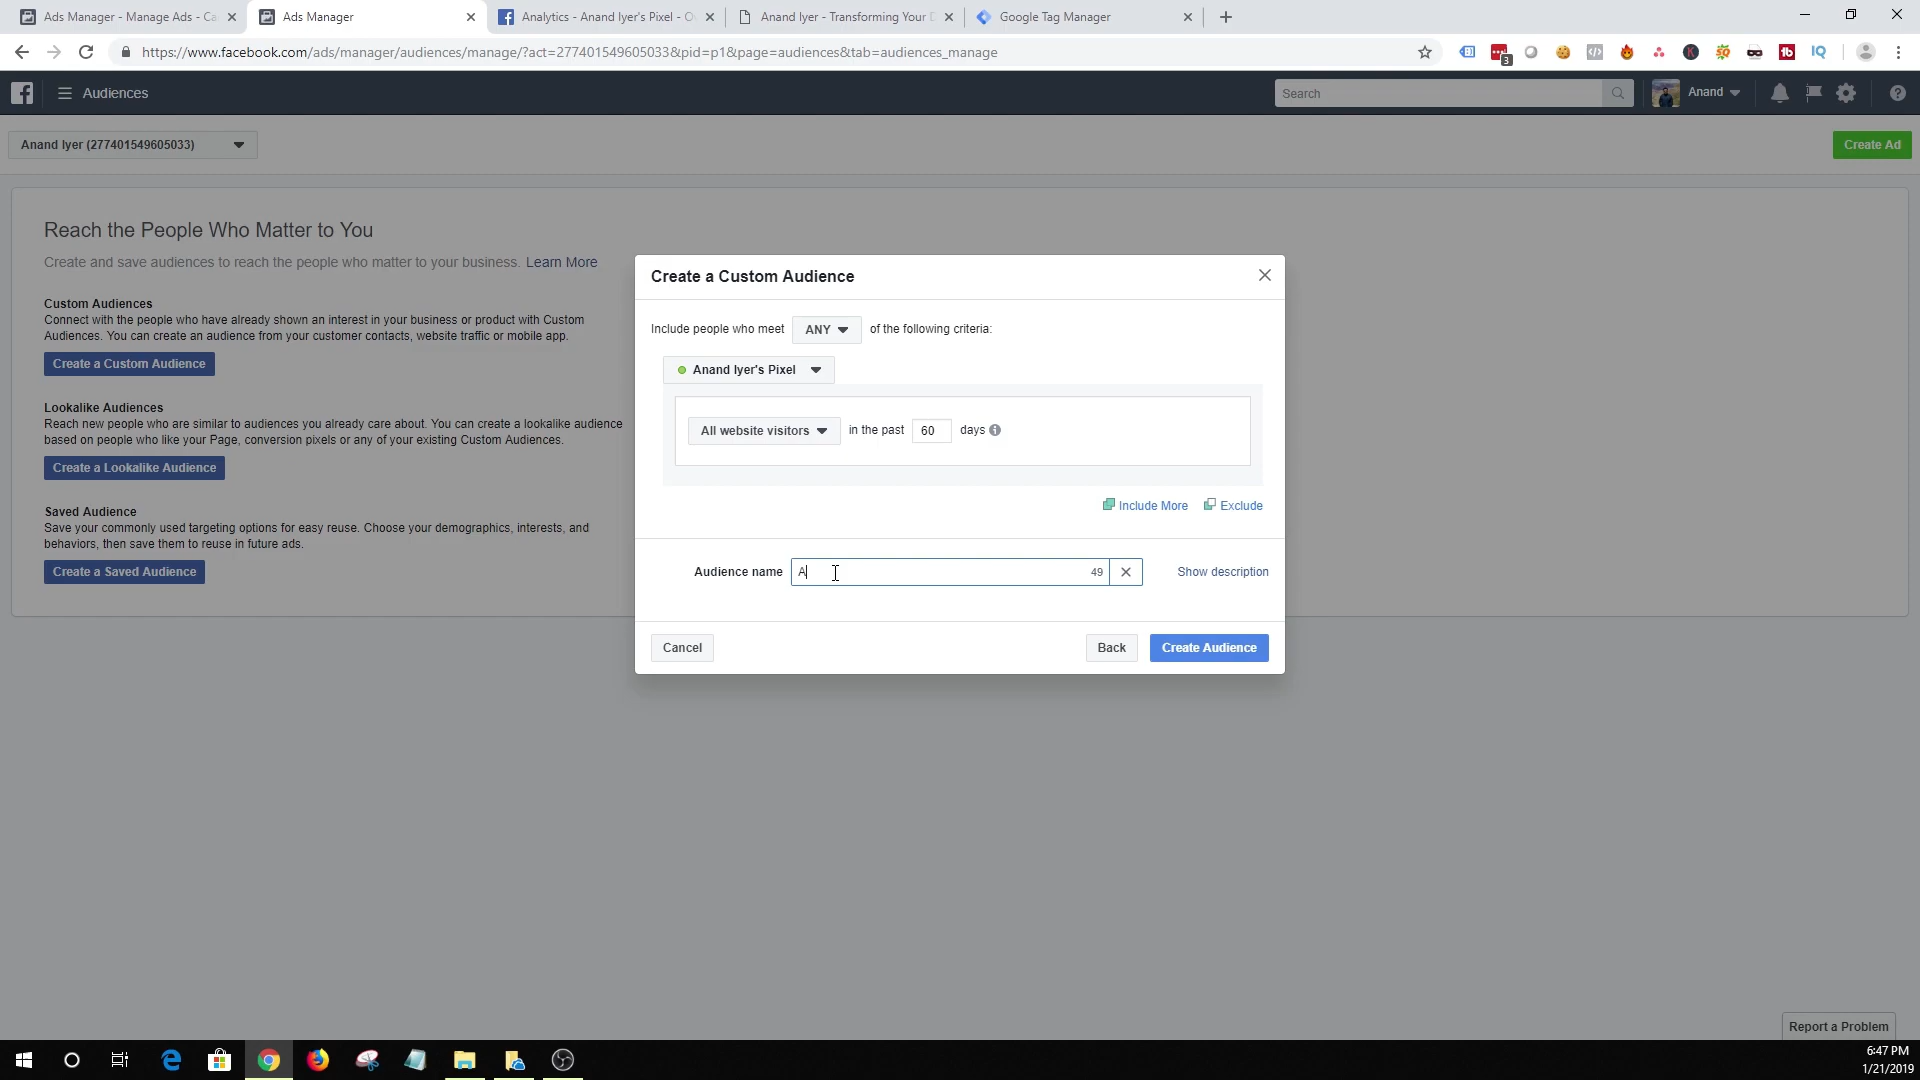 Ads Manager - Manage Ads - Ca
Ads Manager
Analytics - Anand Iyer's Pixel - O
Anand Iyer - Transforming Your D
Google Tag Manager
https://www.facebook.com/ads/manager/audiences/manage/?act=277401549605033&pid=p1&page=audiences&tab=audiences_manage
3
Audiences
Search
Anand
Anand Iyer (277401549605033)
Create Ad
Reach the People Who Matter to You
Create and save audiences to reach the people who matter to your business. Learn More
Custom Audiences
Connect with the people who have already shown an interest in your business or product with Custom
Audiences. You can create an audience from your customer contacts, website traffic or mobile app.
Create a Custom Audience
Lookalike Audiences
Reach new people who are similar to audiences you already care about. You can create a lookalike audience
based on people who like your Page, conversion pixels or any of your existing Custom Audiences.
Create a Lookalike Audience
Saved Audience
Save your commonly used targeting options for easy reuse. Choose your demographics, interests, and
behaviors, then save them to reuse in future ads.
Create a Saved Audience
Create a Custom Audience
Include people who meet ANY of the following criteria:
Anand Iyer's Pixel
All website visitors in the past 60 days
Include More Exclude
Audience name A 49 Show description
Cancel Back Create Audience
Report a Problem
6:47 PM
1/21/2019